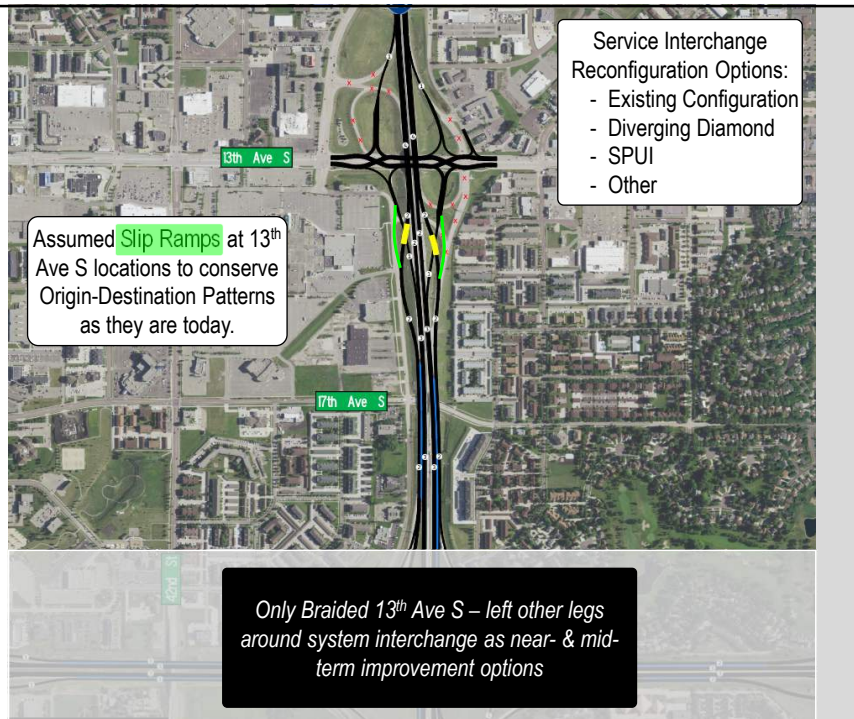 Service Interchange
Reconfiguration Options:
- Existing Configuration
- Diverging Diamond
- SPUI
- Other
13th Ave S
Assumed Slip Ramps at 13th
Ave S locations to conserve
Origin-Destination Patterns
as they are today.
17th Ave S
42nd St
Only Braided 13th Ave S – left other legs
around system interchange as near- & mid-
term improvement options